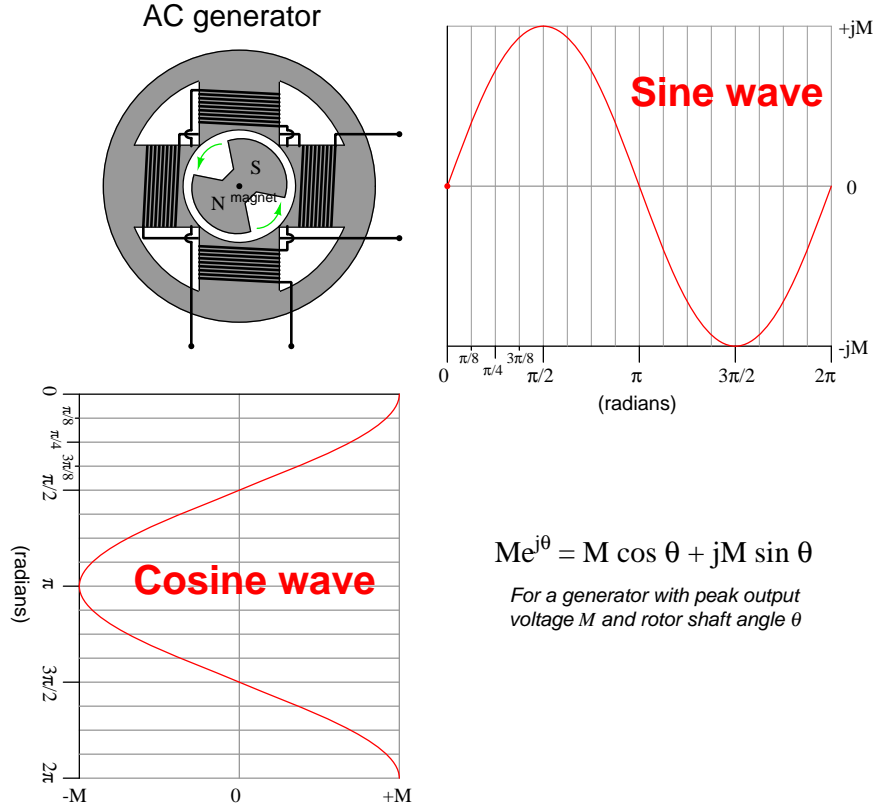 AC generator
S
N
magnet
Sine wave
+jM
0
-jM
0
π/8
π/4
3π/8
π/2
π
3π/2
2π
(radians)
0
π/8
π/4
3π/8
π/2
π
3π/2
2π
(radians)
Cosine wave
-M
0
+M
Me^jθ = M cos θ + jM sin θ
For a generator with peak output
voltage M and rotor shaft angle θ